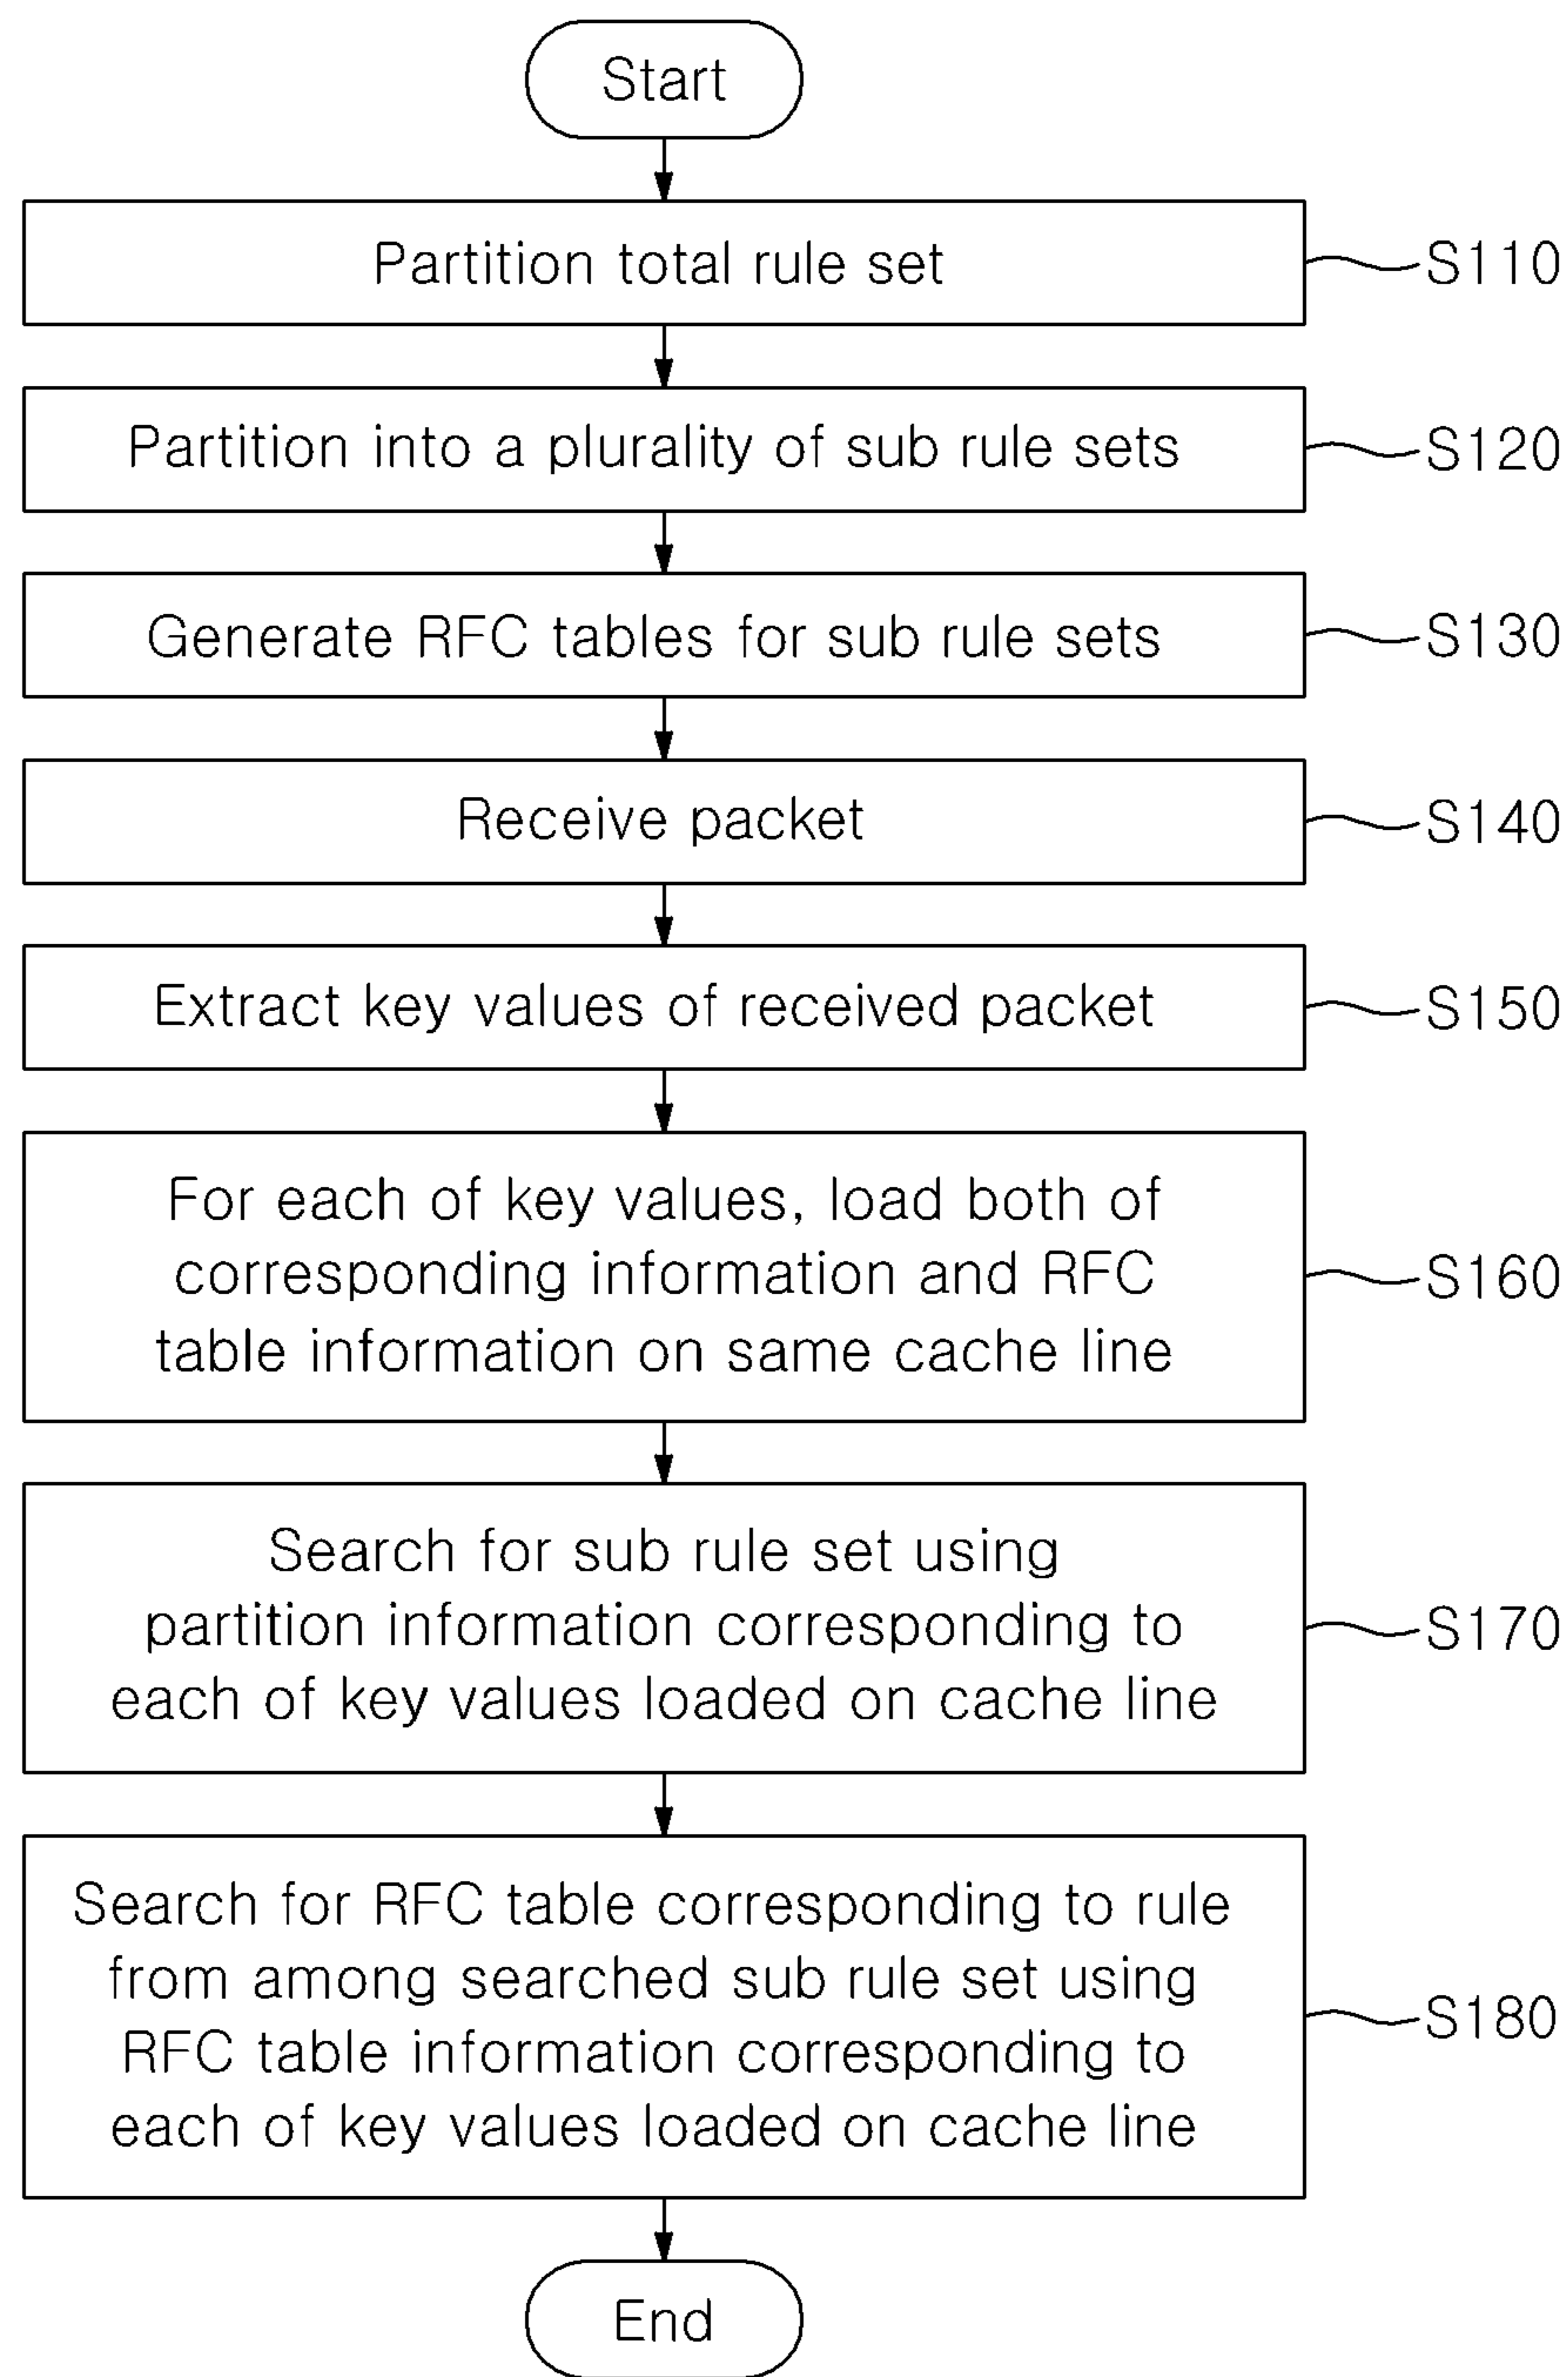 Start
Partition total rule set
S110
Partition into a plurality of sub rule sets
S120
Generate RFC tables for sub rule sets
S130
Receive packet
S140
Extract key values of received packet
S150
For each of key values, load both of
corresponding information and RFC
table information on same cache line
S160
Search for sub rule set using
partition information corresponding to
each of key values loaded on cache line
S170
Search for RFC table corresponding to rule
from among searched sub rule set using
RFC table information corresponding to
each of key values loaded on cache line
S180
End